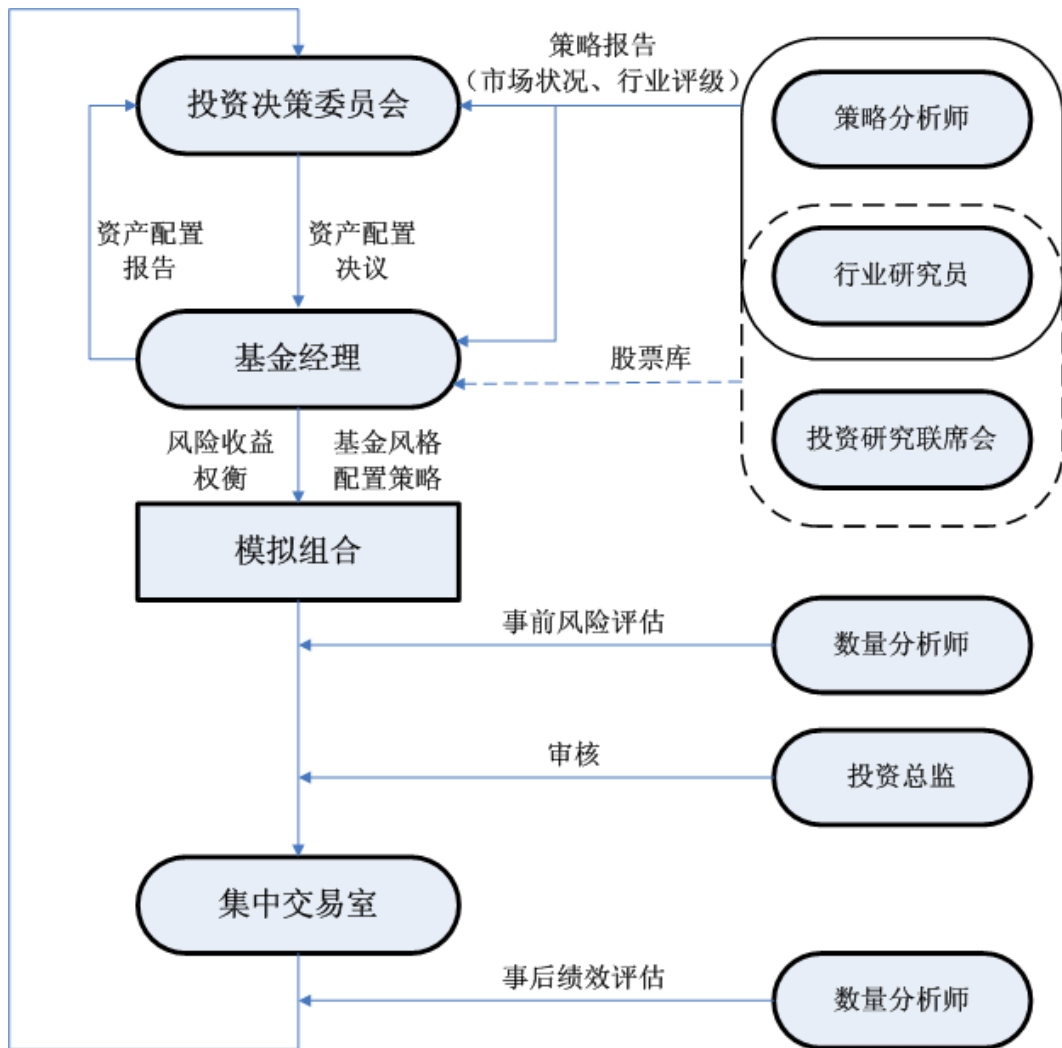 策略报告
（市场状况、行业评级）
投资决策委员会
策略分析师
资产配置
报告
资产配置
决议
行业研究员
基金经理
股票库
投资研究联席会
风险收益
权衡
基金风格
配置策略
模拟组合
事前风险评估
数量分析师
审核
投资总监
集中交易室
事后绩效评估
数量分析师